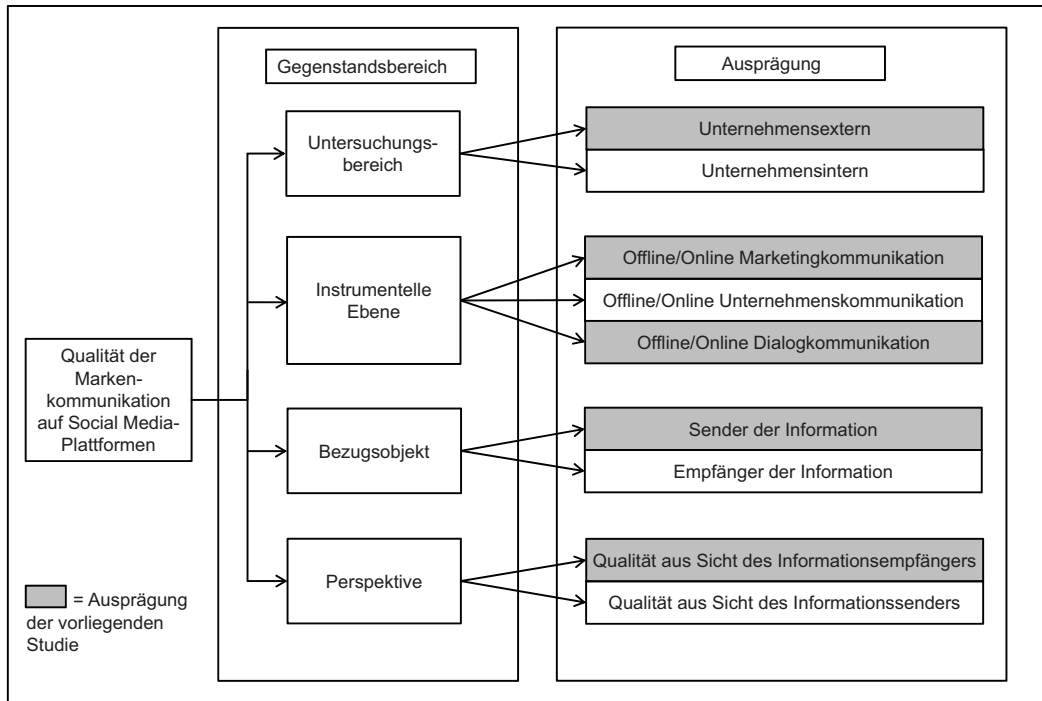 Gegenstandsbereich
Ausprägung
Untersuchungs-
bereich
Unternehmensextern
Unternehmensintern
Instrumentelle
Ebene
Offline/Online Marketingkommunikation
Offline/Online Unternehmenskommunikation
Offline/Online Dialogkommunikation
Qualität der
Marken-
kommunikation
auf Social Media-
Plattformen
Bezugsobjekt
Sender der Information
Empfänger der Information
Perspektive
Qualität aus Sicht des Informationsempfängers
Qualität aus Sicht des Informationssenders
= Ausprägung
der vorliegenden
Studie